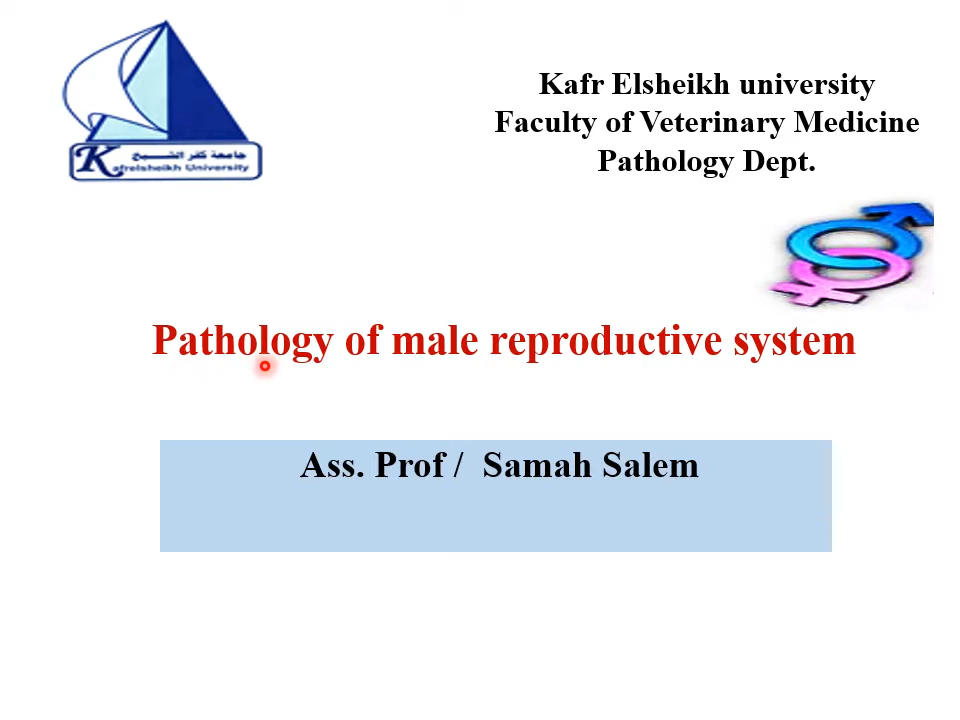 جامعة كفر الشيخ
Kafrelsheikh University
Kafr Elsheikh university
Faculty of Veterinary Medicine
Pathology Dept.
Pathology of male reproductive system
Ass. Prof / Samah Salem